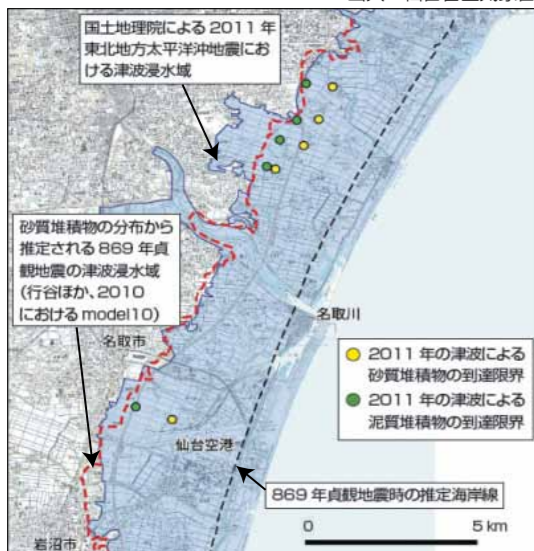 国土地理院による2011年
東北地方太平洋沖地震にお
ける津波浸水域
砂質堆積物の分布から
推定される869年貞
観地震の津波浸水域
(行谷ほか、2010
におけるmodel10)
名取市
名取川
2011年の津波による
砂質堆積物の到達限界
2011年の津波による
泥質堆積物の到達限界
仙台空港
869年貞観地震時の推定海岸線
岩沼市
0 5 km